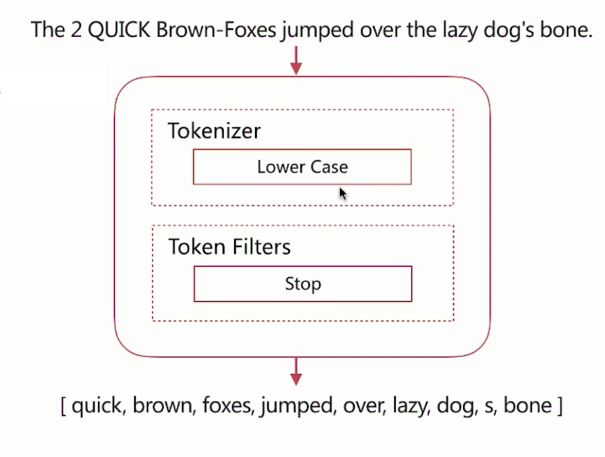 The 2 QUICK Brown-Foxes jumped over the lazy dog's bone.
Tokenizer
Lower Case
Token Filters
Stop
[ quick, brown, foxes, jumped, over, lazy, dog, s, bone ]